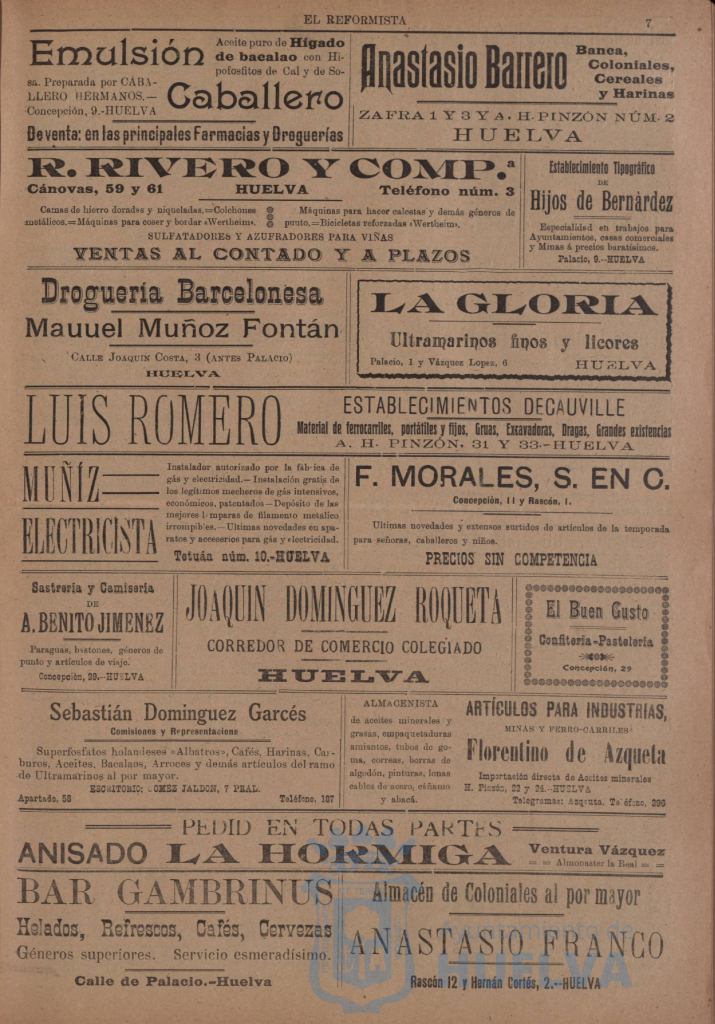 EL REFORMISTA
7
Emulsión
Aceite puro de Hígado
de bacalao con Hi-
pofosfitos de Cal y de So-
sa. Preparada por CABA-
LLERO HERMANOS.—
Concepción, 9.-HUELVA
Caballero
De venta: en las principales Farmacias y Droguerías
Anastasio Barrero
Banca,
Coloniales,
Cereales
y Harinas
ZAFRA 1 Y 3 Y A. H. PINZÓN NÚM. 2
HUELVA
R. RIVERO Y COMP.ª
Cánovas, 59 y 61 HUELVA Teléfono núm. 3
Camas de hierro doradas y niqueladas.=Colchones
metálicos.=Máquinas para coser y bordar «Wertheim».
Máquinas para hacer calcetas y demás géneros de
punto.=Bicicletas reforzadas «Wertheim».
SULFATADORES Y AZUFRADORES PARA VIÑAS
VENTAS AL CONTADO Y A PLAZOS
Establecimiento Tipográfico
DE
Hijos de Bernárdez
Especialidad en trabajos para
Ayuntamientos, casas comerciales
y Minas á precios baratísimos.
Palacio, 9.-HUELVA
Droguería Barcelonesa
Mauuel Muñoz Fontán
CALLE JOAQUIN COSTA, 3 (ANTES PALACIO)
HUELVA
LA GLORIA
Ultramarinos finos y licores
Palacio, 1 y Vázquez Lopez, 6 HUELVA
LUIS ROMERO
ESTABLECIMIENTOS DECAUVILLE
Material de ferrocarriles, portátiles y fijos, Gruas, Excavadoras, Dragas, Grandes existencias
A. H. PINZÓN, 31 Y 33.-HUELVA
MUÑÍZ
ELECTRICISTA
Instalador autorizado por la fábrica de
gás y electricidad.—Instalación gratis de
los legítimos mecheros de gás intensivos,
económicos, patentados—Depósito de las
mejores lámparas de filamento metálico
irrompibles.—Ultimas novedades en apa-
ratos y accesorios para gás y electricidad.
Tetuán núm. 10.-HUELVA
F. MORALES, S. EN C.
Concepción, 11 y Rascón, 1.
Ultimas novedades y extensos surtidos de artículos de la temporada
para señoras, caballeros y niños.
PRECIOS SIN COMPETENCIA
Sastrería y Camisería
DE
A. BENITO JIMENEZ
Paraguas, bastones, géneros de
punto y artículos de viaje.
Concepción, 29.-HUELVA
JOAQUIN DOMINGUEZ ROQUETA
CORREDOR DE COMERCIO COLEGIADO
HUELVA
El Buen Gusto
Confitería-Pastelería
Concepción, 29
Sebastián Dominguez Garcés
Comisiones y Representaciones
Superfosfatos holandeses «Albatros», Cafés, Harinas, Car-
buros, Aceites, Bacalaos, Arroces y demás artículos del ramo
de Ultramarinos al por mayor.
ESCRITORIO: GOMEZ JALDON, 7 PRAL.
Apartado, 58 Teléfono, 187
ALMACENISTA
de aceites minerales y
grasas, empaquetaduras
amiantos, tubos de go-
ma, correas, borras de
algodón, pinturas, lonas
cables de acero, cáñamo
y abacá.
ARTÍCULOS PARA INDUSTRIAS,
MINAS Y FERRO-CARRILES
Florentino de Azqueta
Importación directa de Aceites minerales
H. Pinzón, 22 y 24.-HUELVA
Telegramas: Azqueta. Teléfono, 296
PEDID EN TODAS PARTES
ANISADO LA HORMIGA
Ventura Vázquez
Almonaster la Real
BAR GAMBRINUS
Helados, Refrescos, Cafés, Cervezas
Géneros superiores. Servicio esmeradísimo.
Calle de Palacio.-Huelva
Almacén de Coloniales al por mayor
ANASTASIO FRANCO
Rascón 12 y Hernán Cortés, 2.-HUELVA
Ayuntamiento de
HUELVA